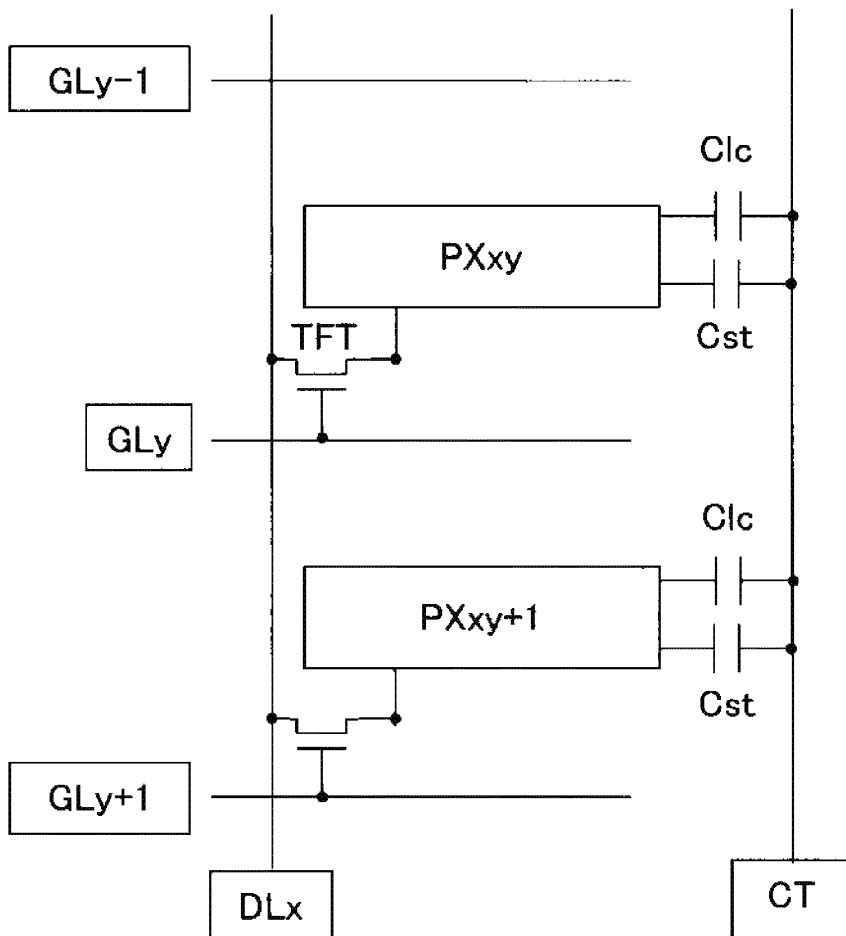 GLy-1
Clc
PXxy
Cst
TFT
GLy
Clc
PXxy+1
Cst
GLy+1
DLx
CT